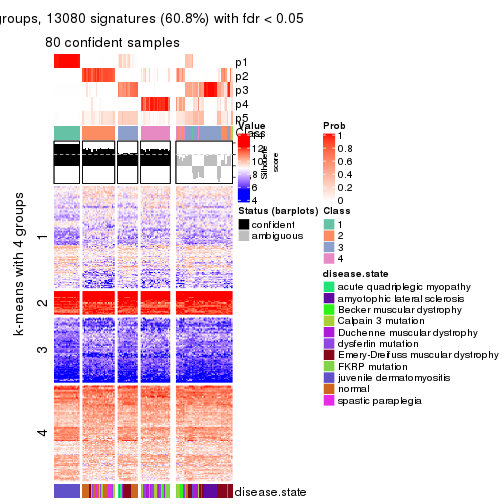 groups, 13080 signatures (60.8%) with fdr < 0.05
80 confident samples
p1
p2
p3
p4
p5
Class
Silhouette
score
k-means with 4 groups
1
2
3
4
disease.state
Value
14
12
10
8
6
4
Status (barplots)
confident
ambiguous
Prob
1
0.8
0.6
0.4
0.2
0
Class
1
2
3
4
disease.state
acute quadriplegic myopathy
amyotophic lateral sclerosis
Becker muscular dystrophy
Calpain 3 mutation
Duchenne muscular dystrophy
dysferlin mutation
Emery-Dreifuss muscular dystrophy
FKRP mutation
juvenile dermatomyositis
normal
spastic paraplegia